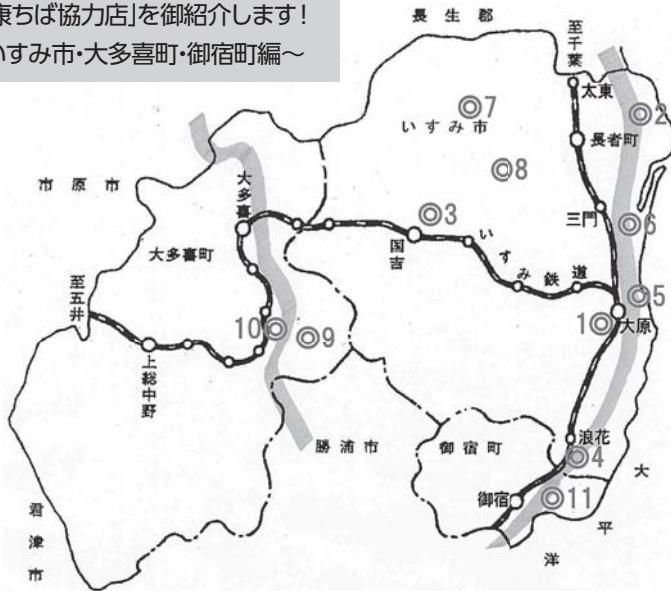 康ちば協力店」を御紹介します!
いすみ市・大多喜町・御宿町編～
長生郡
至千葉
太東
2
7
いすみ市
長者町
8
市原市
大多喜
3
三門
6
国吉
いすみ鉄道
大多喜町
至五井
5
1
大原
10
9
上総中野
勝浦市
御宿町
浪花
4
御宿
11
大平洋
君津市